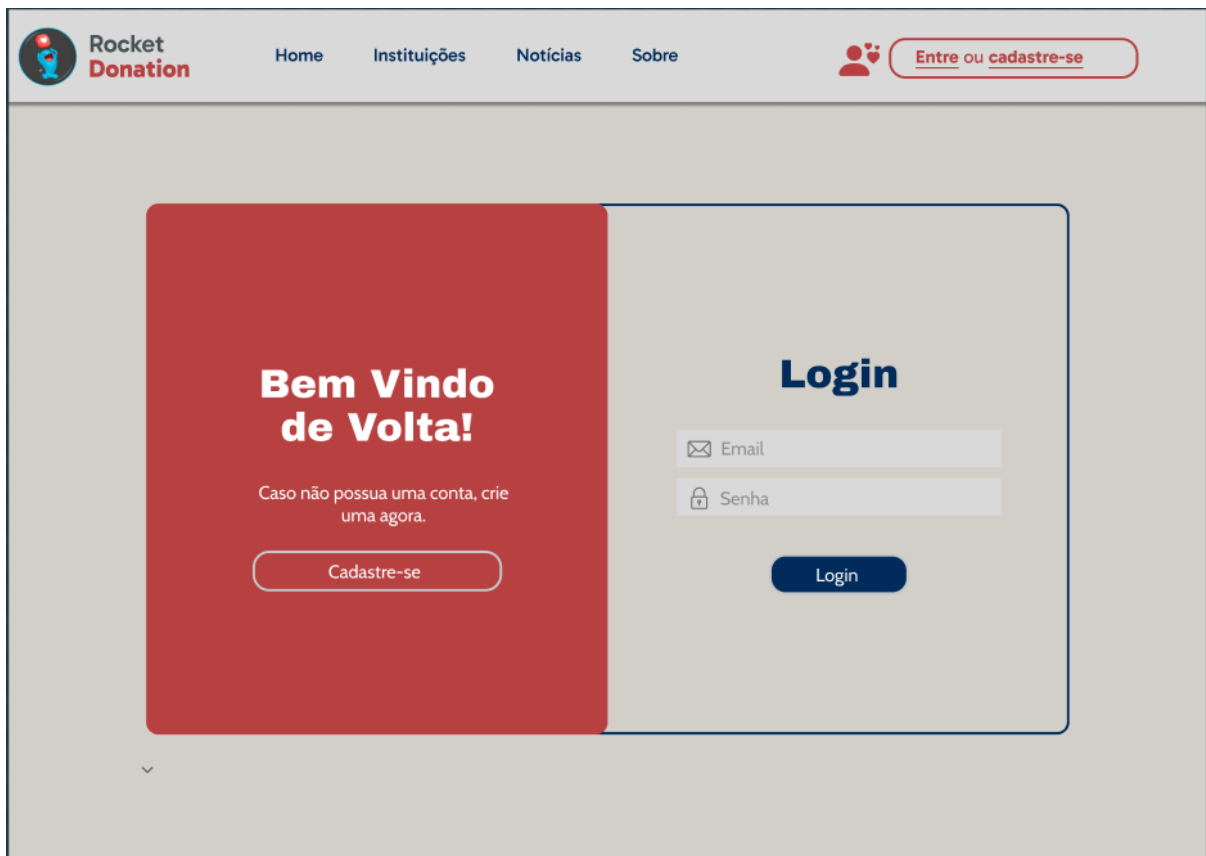 Rocket
Donation
Home
Instituições
Notícias
Sobre
Entre ou cadastre-se
Bem Vindo
de Volta!
Caso não possua uma conta, crie
uma agora.
Cadastre-se
Login
Email
Senha
Login